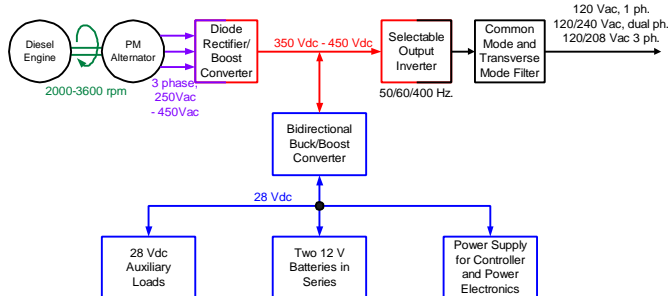 120 Vac, 1 ph.
120/240 Vac, dual ph.
120/208 Vac 3 ph.
Diesel
Engine
PM
Alternator
Diode
Rectifier/
Boost
Converter
350 Vdc - 450 Vdc
Selectable
Output
Inverter
Common
Mode and
Transverse
Mode Filter
2000-3600 rpm
3 phase,
250Vac
- 450Vac
50/60/400 Hz.
Bidirectional
Buck/Boost
Converter
28 Vdc
28 Vdc
Auxiliary
Loads
Two 12 V
Batteries in
Series
Power Supply
for Controller
and Power
Electronics